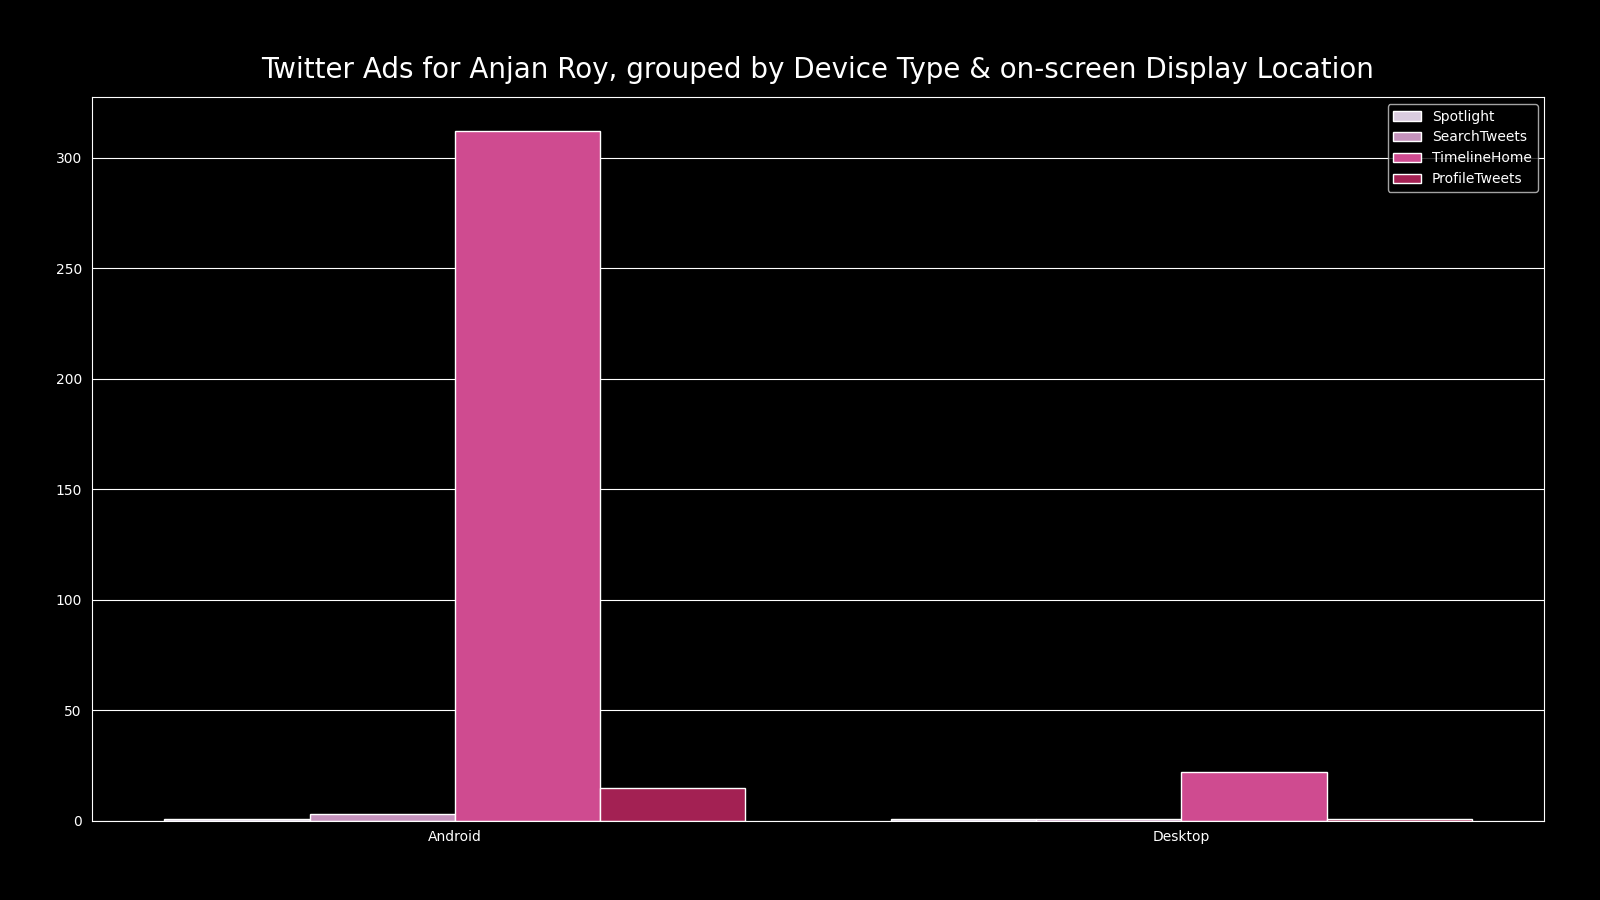 Twitter Ads for Anjan Roy, grouped by Device Type & on-screen Display Location
Spotlight
SearchTweets
TimelineHome
ProfileTweets
300
250
200
150
100
50
0
Android
Desktop